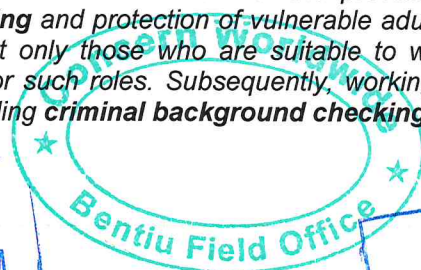 ing and protection of vulnerable adu
t only those who are suitable to w
or such roles. Subsequently, workin
ding criminal background checking
Concern Worldwide
Bentiu Field Office